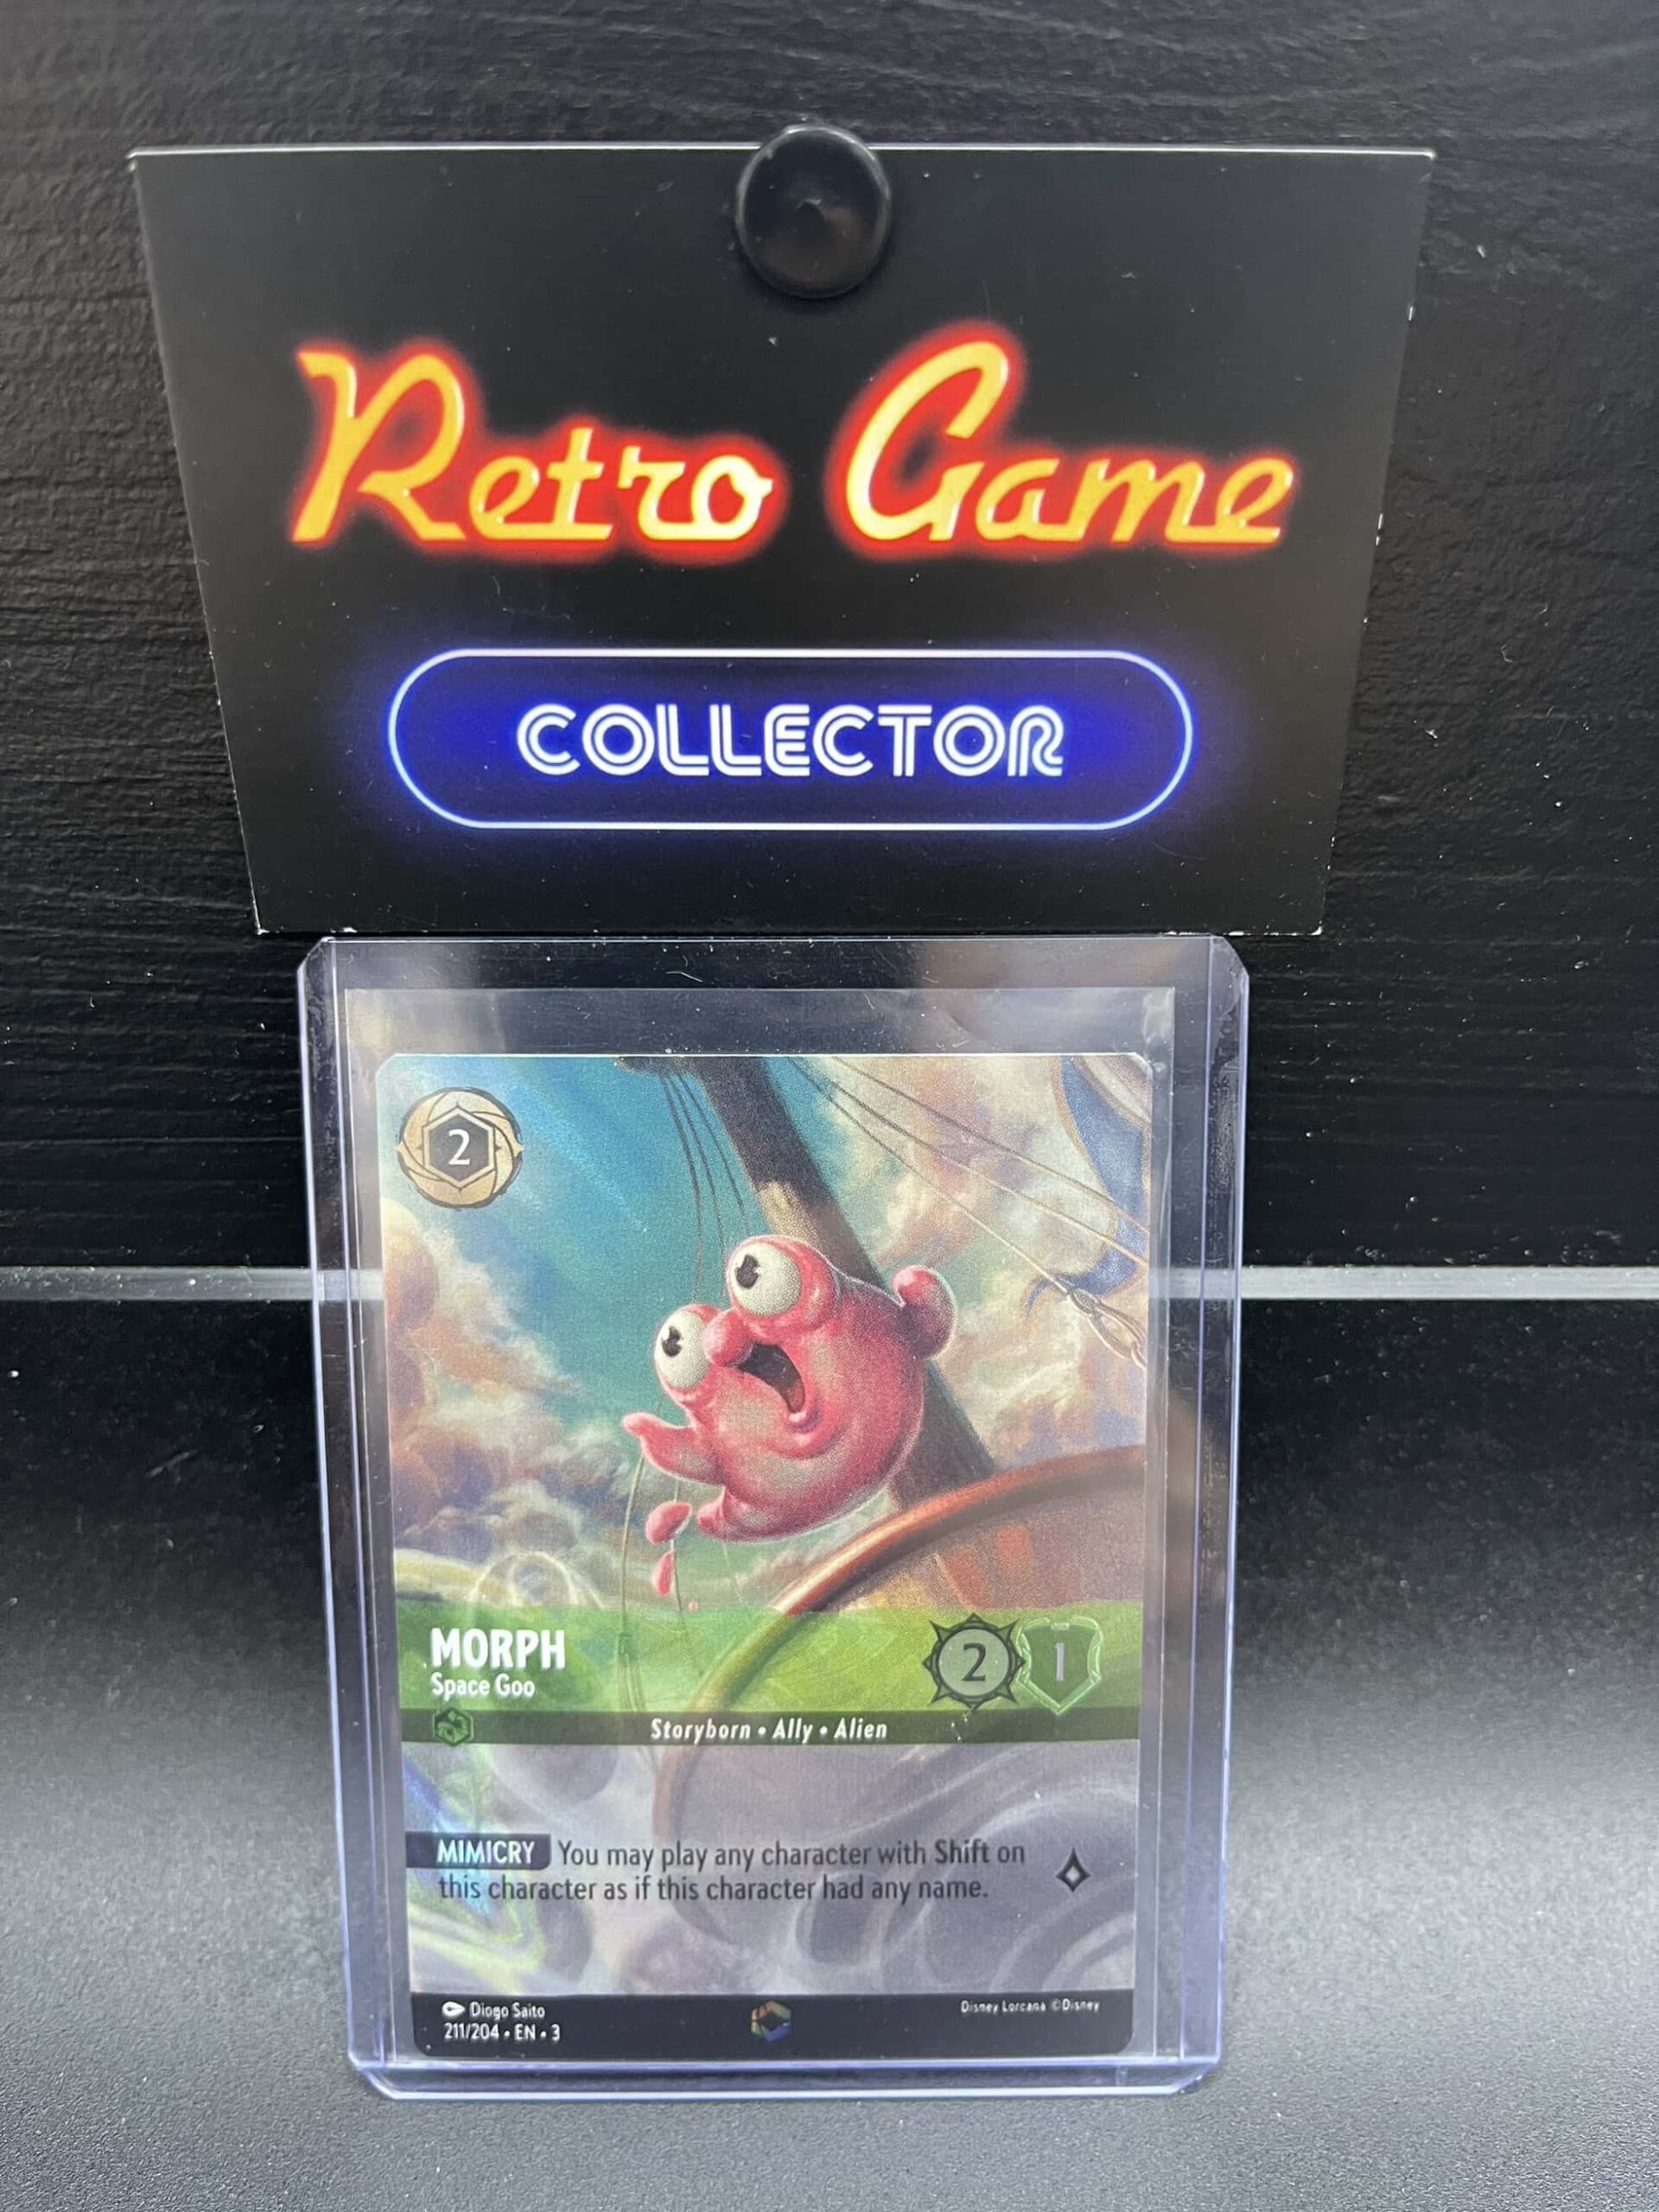 Retro Game
COLLECTOR
2
MORPH
Space Goo
2 1
Storyborn • Ally • Alien
MIMICRY You may play any character with Shift on
this character as if this character had any name.
Diogo Saito
211/204 • EN • 3
Disney Lorcana ©Disney